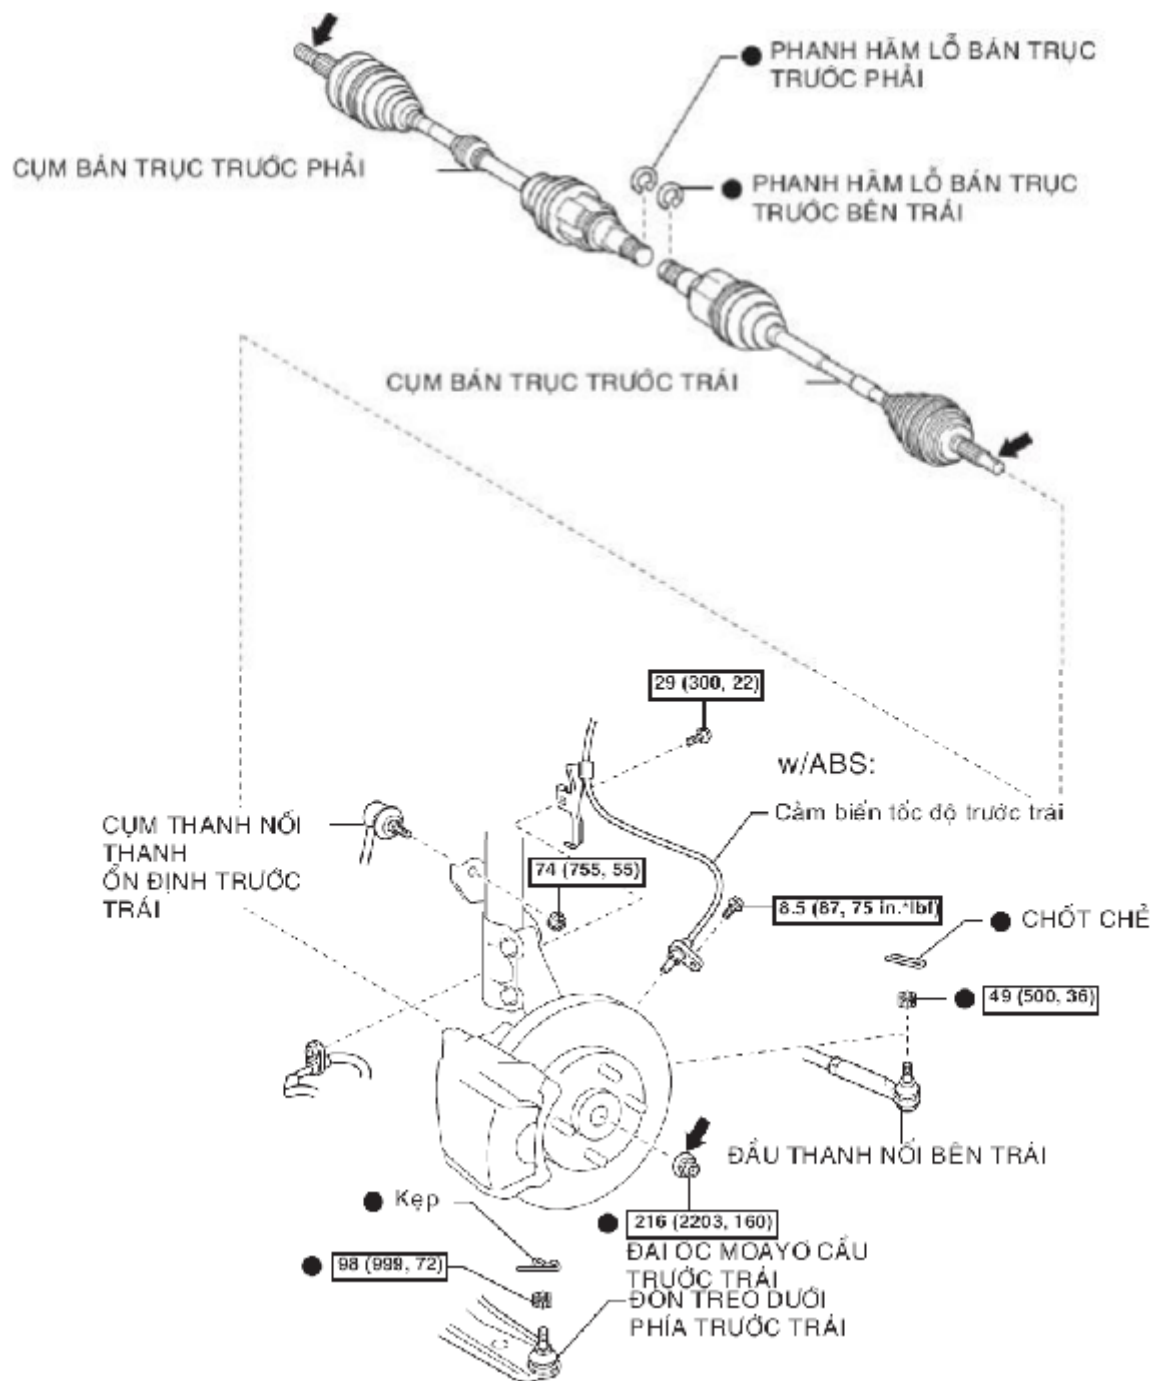 PHANH HÃM LỖ BÁN TRỤC
TRƯỚC PHẢI
CỤM BÁN TRỤC TRƯỚC PHẢI
PHANH HÃM LỖ BÁN TRỤC
TRƯỚC BÊN TRÁI
CỤM BÁN TRỤC TRƯỚC TRÁI
29 (300, 22)
w/ABS:
Cảm biến tốc độ trước trái
CỤM THANH NỐI
THANH
ỔN ĐỊNH TRƯỚC
TRÁI
74 (755, 55)
8.5 (87, 75 in.*lbf)
CHỐT CHẺ
49 (500, 36)
ĐẦU THANH NỐI BÊN TRÁI
Kẹp
216 (2203, 160)
98 (999, 72)
ĐAI ỐC MOAYƠ CẦU
TRƯỚC TRÁI
ĐÒN TREO DƯỚI
PHÍA TRƯỚC TRÁI